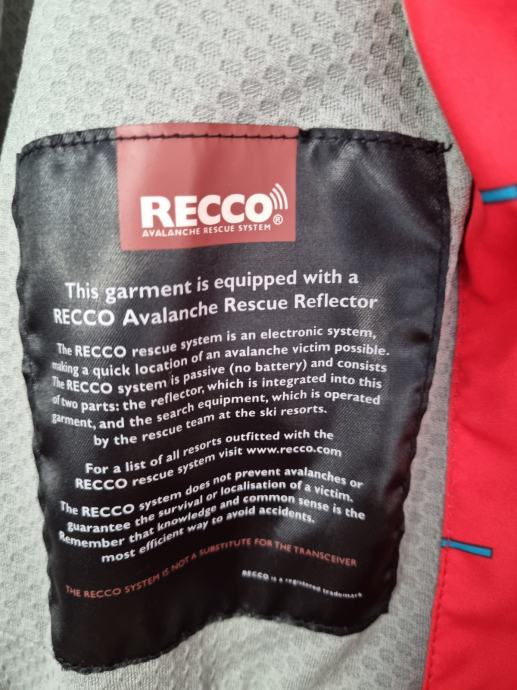 RECCO®
AVALANCHE RESCUE SYSTEM
This garment is equipped with a
RECCO Avalanche Rescue Reflector
The RECCO rescue system is an electronic system,
making a quick location of an avalanche victim possible.
The RECCO system is passive (no battery) and consists
of two parts: the reflector, which is integrated into this
garment, and the search equipment, which is operated
by the rescue team at the ski resorts.
For a list of all resorts outfitted with the
RECCO rescue system visit www.recco.com
The RECCO system does not prevent avalanches or
guarantee the survival or localisation of a victim.
Remember that knowledge and common sense is the
most efficient way to avoid accidents.
THE RECCO SYSTEM IS NOT A SUBSTITUTE FOR THE TRANSCEIVER
RECCO is a registered trademark